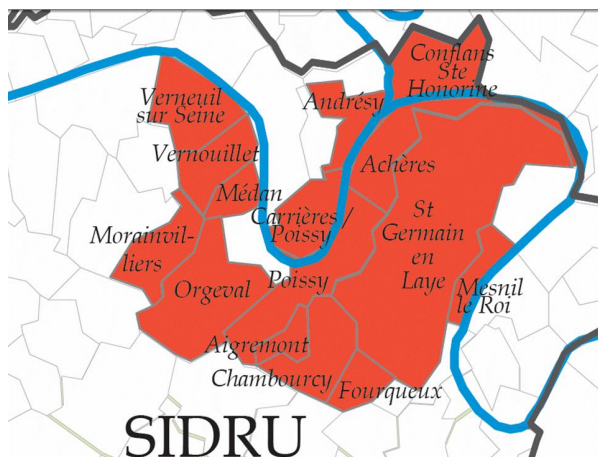 Conflans
Ste
Honorine
Verneuil
sur Seine
Andrésy
Vernouillet
Achères
Médan
Carrières /
Poissy
St
Germain
en
Laye
Morainvil-
liers
Orgeval
Poissy
Mesnil
le Roi
Aigremont
Chambourcy
Fourqueux
SIDRU